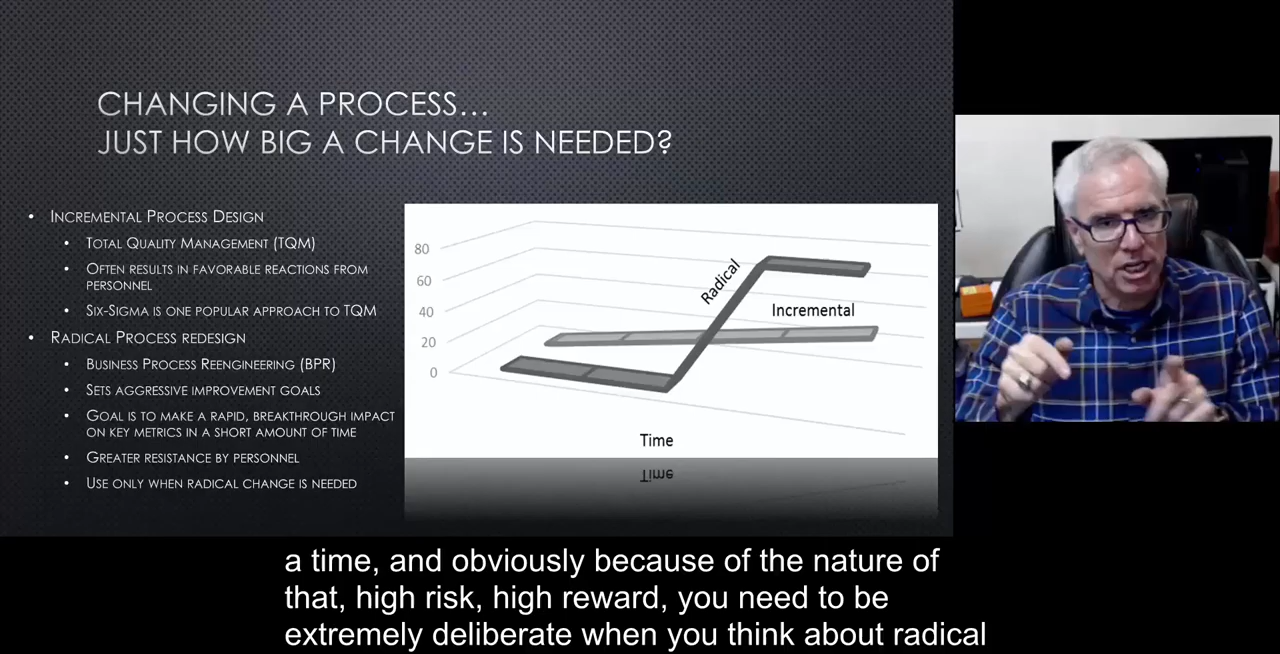 CHANGING A PROCESS…
JUST HOW BIG A CHANGE IS NEEDED?
• INCREMENTAL PROCESS DESIGN
• TOTAL QUALITY MANAGEMENT (TQM)
• OFTEN RESULTS IN FAVORABLE REACTIONS FROM
PERSONNEL
• SIX-SIGMA IS ONE POPULAR APPROACH TO TQM
• RADICAL PROCESS REDESIGN
• BUSINESS PROCESS REENGINEERING (BPR)
• SETS AGGRESSIVE IMPROVEMENT GOALS
• GOAL IS TO MAKE A RAPID, BREAKTHROUGH IMPACT
ON KEY METRICS IN A SHORT AMOUNT OF TIME
• GREATER RESISTANCE BY PERSONNEL
• USE ONLY WHEN RADICAL CHANGE IS NEEDED
80
60
40
20
0
Radical
Incremental
Time
a time, and obviously because of the nature of
that, high risk, high reward, you need to be
extremely deliberate when you think about radical